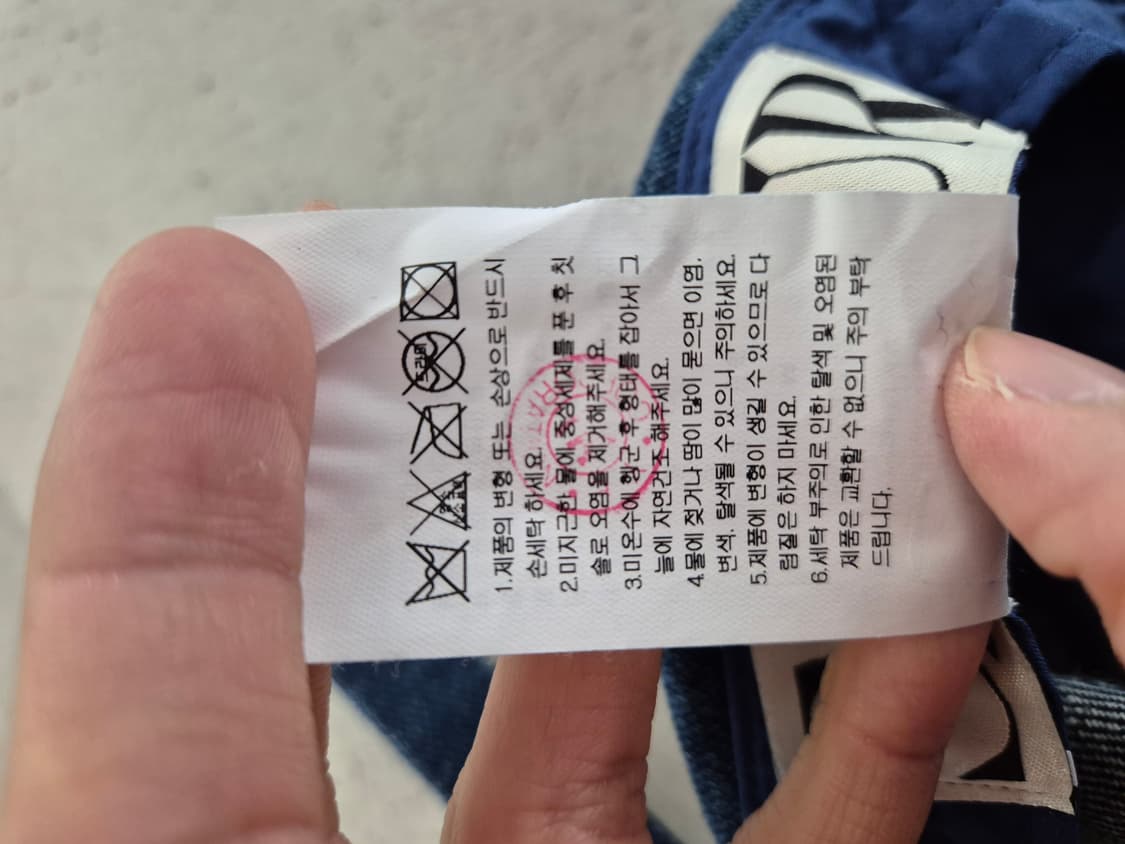 염소
표백
드라이
1.제품의 변형 또는 손상으로 반드시
손세탁 하세요.
2.미지근한 물에 중성세제를 푼 후 칫
솔로 오염을 제거해주세요.
3.미온수에 헹군 후 형태를 잡아서 그
늘에 자연건조 해주세요.
4.물에 젖거나 땀이 많이 묻으면 이염.
변색. 탈색될 수 있으니 주의하세요.
5.제품에 변형이 생길 수 있으므로 다
림질은 하지 마세요.
6.세탁 부주의로 인한 탈색 및 오염된
제품은 교환할 수 없으니 주의 부탁
드립니다.